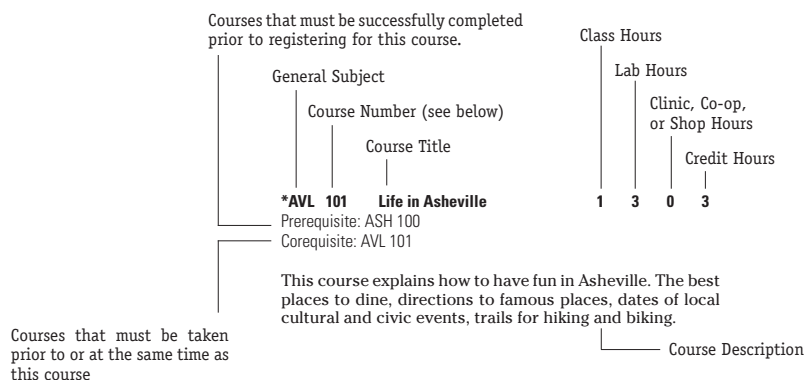 Courses that must be successfully completed
prior to registering for this course.
Class Hours
General Subject
Lab Hours
Course Number (see below)
Clinic, Co-op,
or Shop Hours
Course Title
Credit Hours
*AVL 101 Life in Asheville 1 3 0 3
Prerequisite: ASH 100
Corequisite: AVL 101
This course explains how to have fun in Asheville. The best
places to dine, directions to famous places, dates of local
cultural and civic events, trails for hiking and biking.
Course Description
Courses that must be taken
prior to or at the same time as
this course